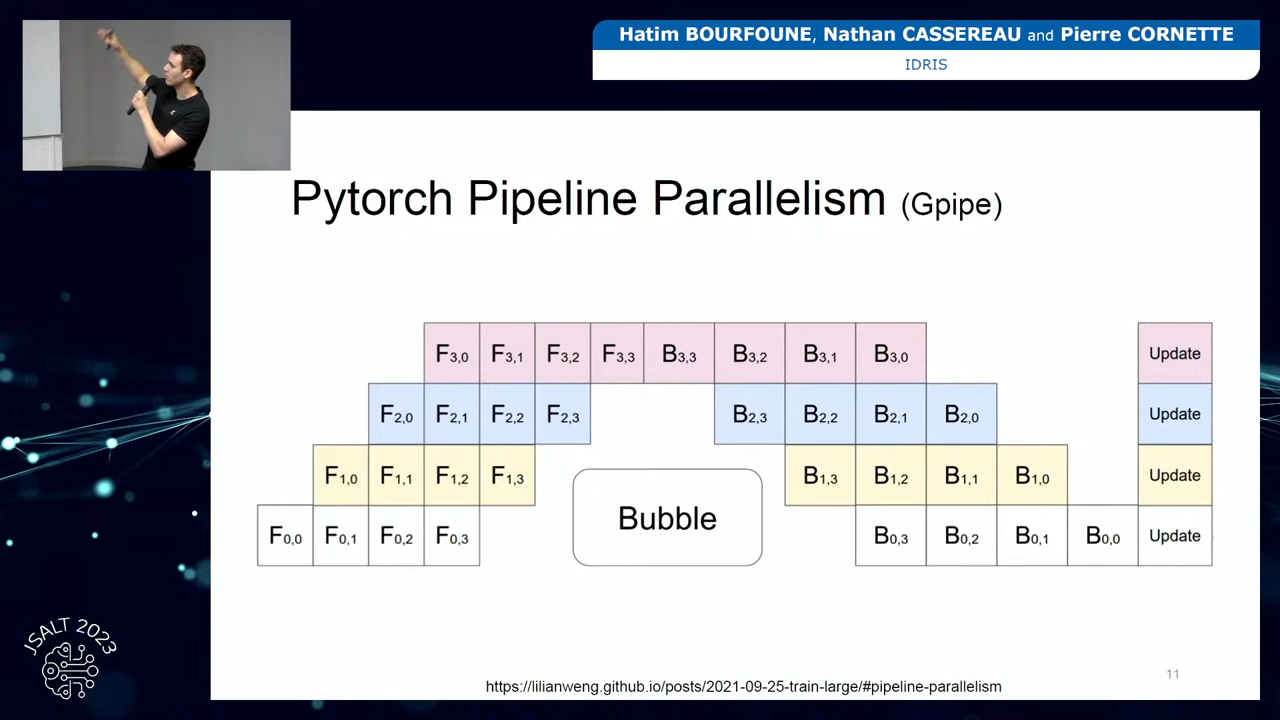 Hatim BOURFOUNE, Nathan CASSEREAU and Pierre CORNETTE
IDRIS
Pytorch Pipeline Parallelism (Gpipe)
F3,0 F3,1 F3,2 F3,3 B3,3 B3,2 B3,1 B3,0 Update
F2,0 F2,1 F2,2 F2,3 B2,3 B2,2 B2,1 B2,0 Update
F1,0 F1,1 F1,2 F1,3 B1,3 B1,2 B1,1 B1,0 Update
Bubble
F0,0 F0,1 F0,2 F0,3 B0,3 B0,2 B0,1 B0,0 Update
JSALT 2023
11
https://lilianweng.github.io/posts/2021-09-25-train-large/#pipeline-parallelism